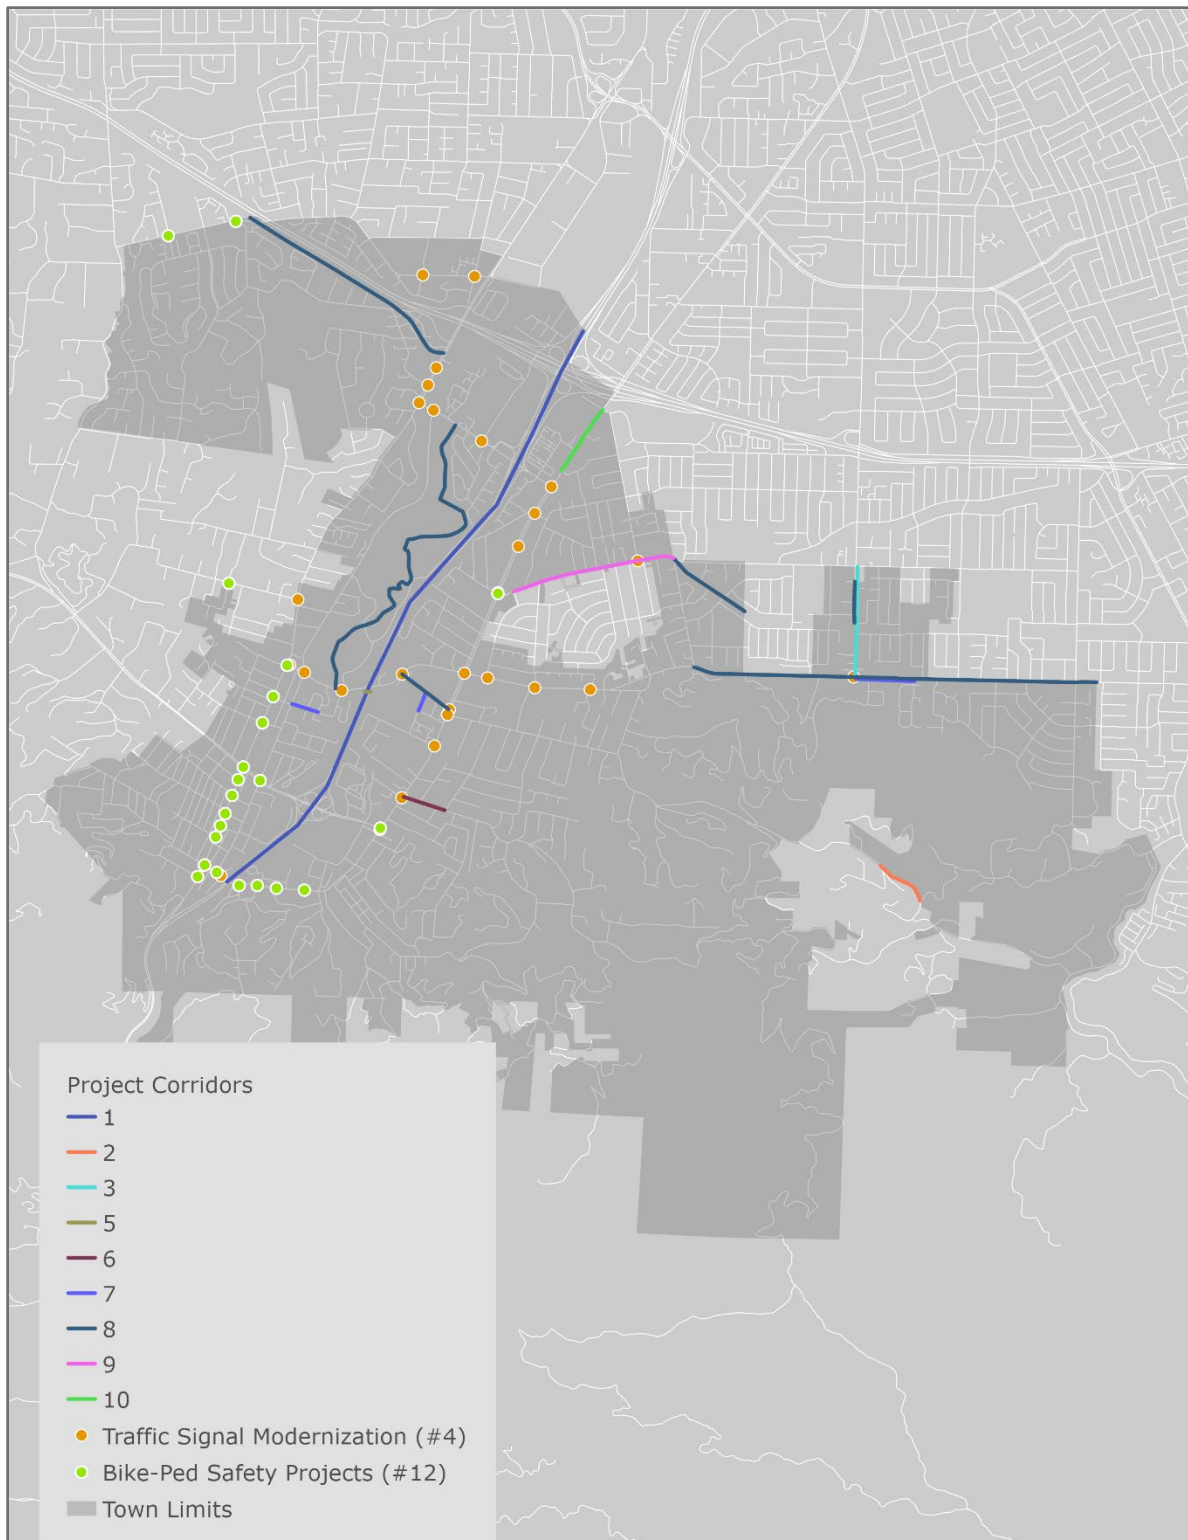 Project Corridors
1
2
3
5
6
7
8
9
10
Traffic Signal Modernization (#4)
Bike-Ped Safety Projects (#12)
Town Limits